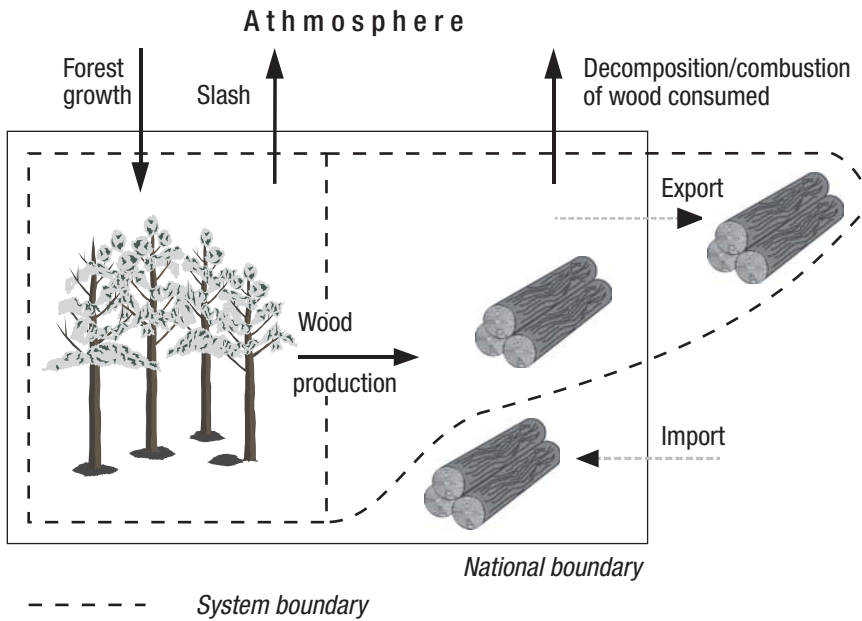 Athmosphere
Forest
growth
Slash
Decomposition/combustion
of wood consumed
Export
Wood
production
Import
National boundary
System boundary